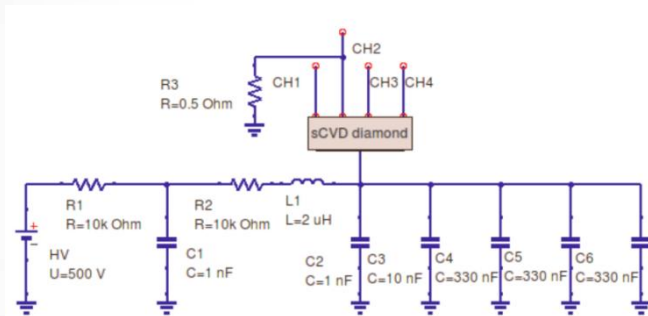 CH2
R3
R=0.5 Ohm
CH1
CH3
CH4
sCVD diamond
R1
R=10k Ohm
R2
R=10k Ohm
L1
L=2 uH
+
−
HV
U=500 V
C1
C=1 nF
C2
C=1 nF
C3
C=10 nF
C4
C=330 nF
C5
C=330 nF
C6
C=330 nF